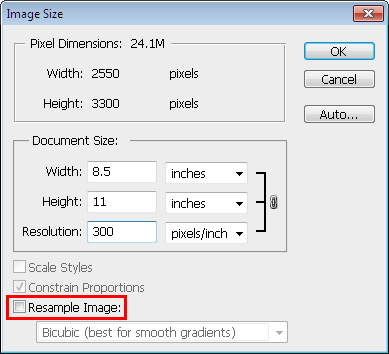 Image Size
Pixel Dimensions: 24.1M
OK
Width: 2550 pixels
Cancel
Height: 3300 pixels
Auto...
Document Size:
Width: 8.5 inches
Height: 11 inches
Resolution: 300 pixels/inch
Scale Styles
Constrain Proportions
Resample Image:
Bicubic (best for smooth gradients)